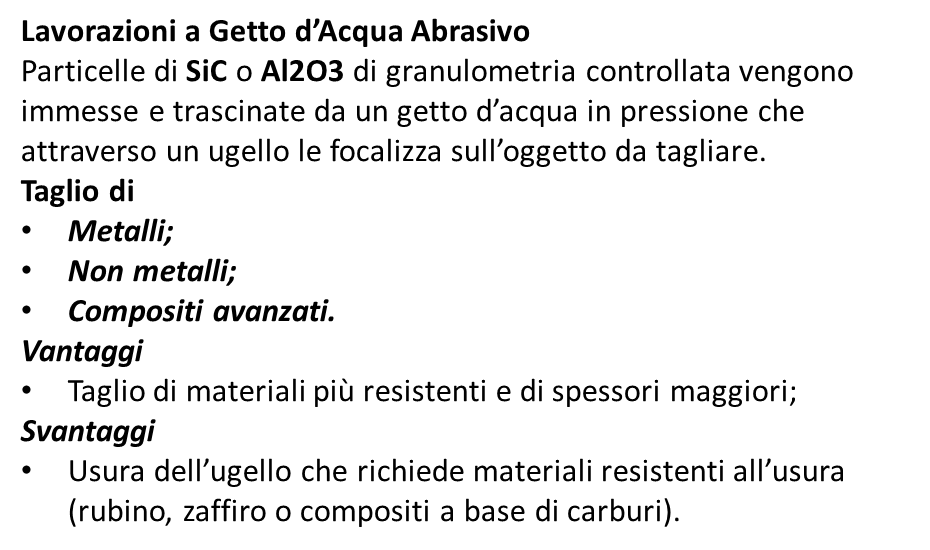 Lavorazioni a Getto d’Acqua Abrasivo
Particelle di SiC o Al2O3 di granulometria controllata vengono
immesse e trascinate da un getto d’acqua in pressione che
attraverso un ugello le focalizza sull’oggetto da tagliare.
Taglio di
• Metalli;
• Non metalli;
• Compositi avanzati.
Vantaggi
• Taglio di materiali più resistenti e di spessori maggiori;
Svantaggi
• Usura dell’ugello che richiede materiali resistenti all’usura
(rubino, zaffiro o compositi a base di carburi).